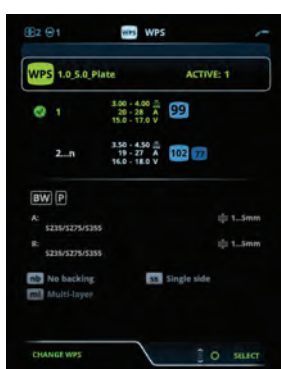 2 1 WPS WPS
WPS 1.0_5.0_Plate ACTIVE: 1
1 3.00 - 4.00 99
20 - 28 A
15.0 - 17.0 V
2...n 3.50 - 4.50 102 77
19 - 27 A
16.0 - 18.0 V
BW P
A: 1...5mm
S235/S275/S355
B: 1...5mm
S235/S275/S355
nb No backing ss Single side
ml Multi-layer
CHANGE WPS SELECT